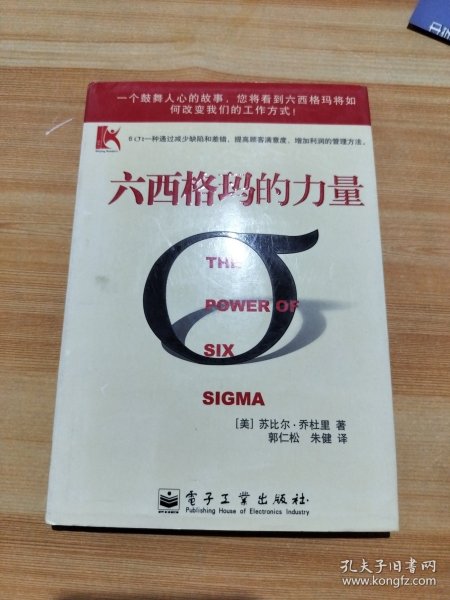 一个鼓舞人心的故事，您将看到六西格玛将如
何改变我们的工作方式！
6σ：一种通过减少缺陷和差错、提高顾客满意度、增加利润的管理方法。
六西格玛的力量
σ
THE
POWER OF
SIX
SIGMA
［美］苏比尔·乔杜里 著
郭仁松 朱健 译
电子工业出版社·
Publishing House of Electronics Industry
孔夫子旧书网
www.kongfz.com